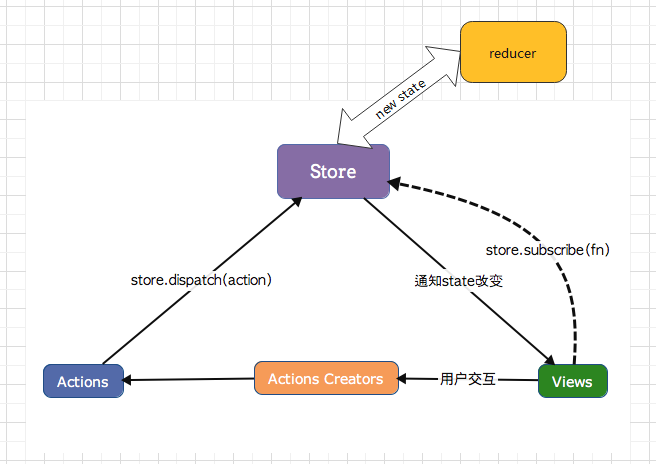 reducer
new state
Store
store.subscribe(fn)
store.dispatch(action)
通知state改变
Actions
Actions Creators
用户交互
Views